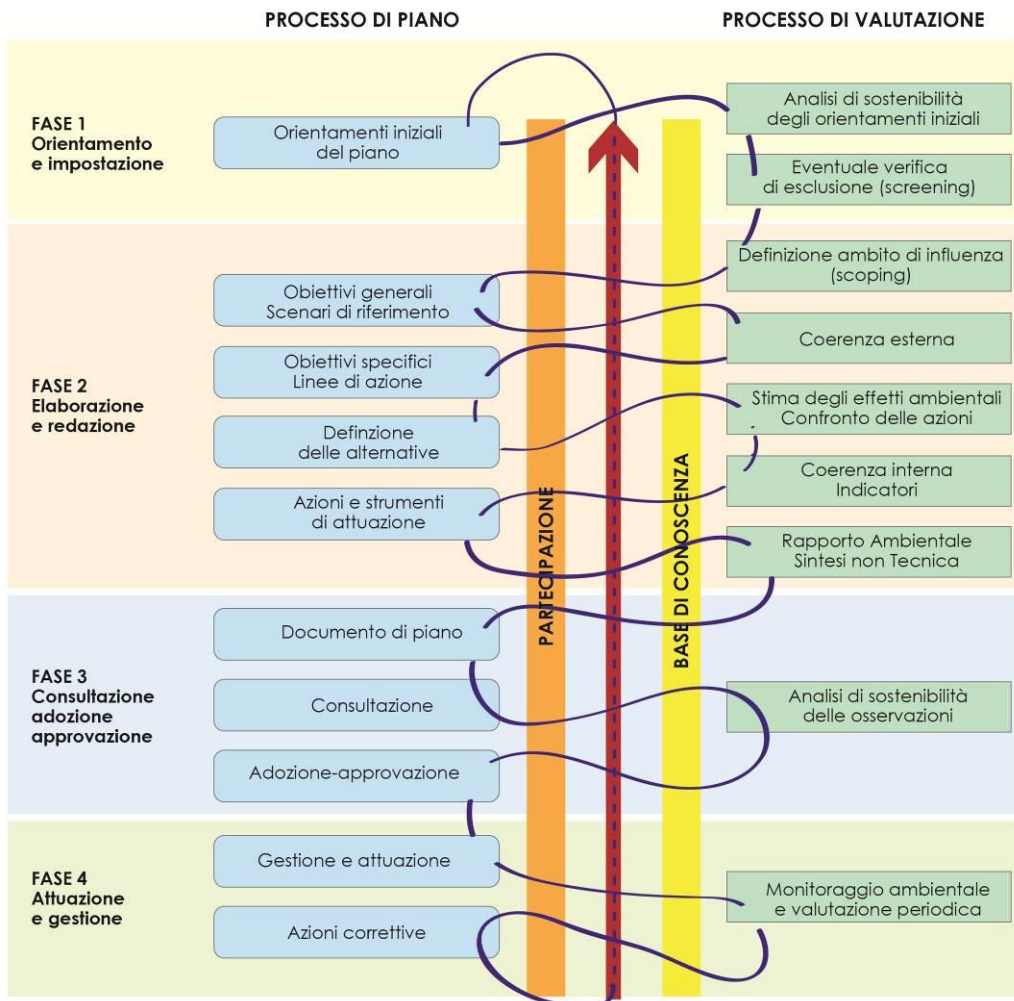 PROCESSO DI PIANO
PROCESSO DI VALUTAZIONE
FASE 1
Orientamento
e impostazione
Orientamenti iniziali
del piano
Analisi di sostenibilità
degli orientamenti iniziali
Eventuale verifica
di esclusione (screening)
FASE 2
Elaborazione
e redazione
Obiettivi generali
Scenari di riferimento
Obiettivi specifici
Linee di azione
Definzione
delle alternative
Azioni e strumenti
di attuazione
Definizione ambito di influenza
(scoping)
Coerenza esterna
Stima degli effetti ambientali
Confronto delle azioni
Coerenza interna
Indicatori
Rapporto Ambientale
Sintesi non Tecnica
PARTECIPAZIONE
BASE DI CONOSCENZA
FASE 3
Consultazione
adozione
approvazione
Documento di piano
Consultazione
Adozione-approvazione
Analisi di sostenibilità
delle osservazioni
FASE 4
Attuazione
e gestione
Gestione e attuazione
Azioni correttive
Monitoraggio ambientale
e valutazione periodica